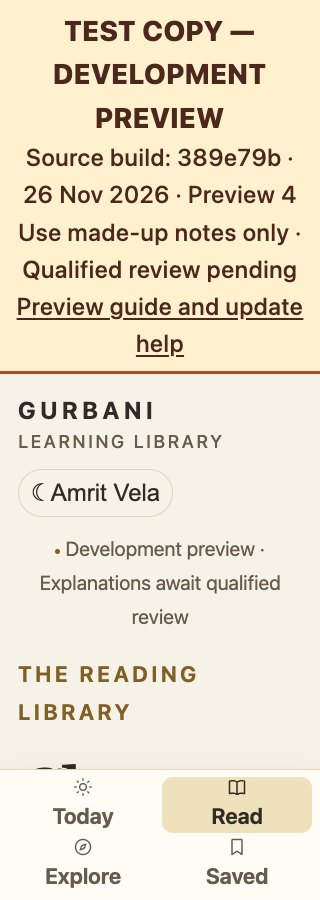 TEST COPY —
DEVELOPMENT
PREVIEW
Source build: 389e79b ·
26 Nov 2026 · Preview 4
Use made-up notes only ·
Qualified review pending
Preview guide and update
help
GURBANI
LEARNING LIBRARY
☾ Amrit Vela
• Development preview ·
Explanations await qualified
review
THE READING
LIBRARY
Today
Read
Explore
Saved